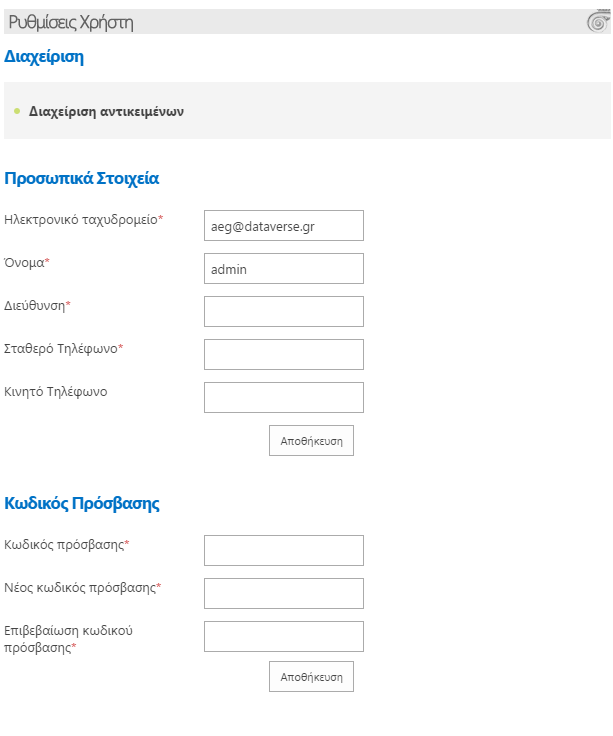 Ρυθμίσεις Χρήστη
Διαχείριση
Διαχείριση αντικειμένων
Προσωπικά Στοιχεία
Ηλεκτρονικό ταχυδρομείο*
aeg@dataverse.gr
Όνομα*
admin
Διεύθυνση*
Σταθερό Τηλέφωνο*
Κινητό Τηλέφωνο
Αποθήκευση
Κωδικός Πρόσβασης
Κωδικός πρόσβασης*
Νέος κωδικός πρόσβασης*
Επιβεβαίωση κωδικού
πρόσβασης*
Αποθήκευση